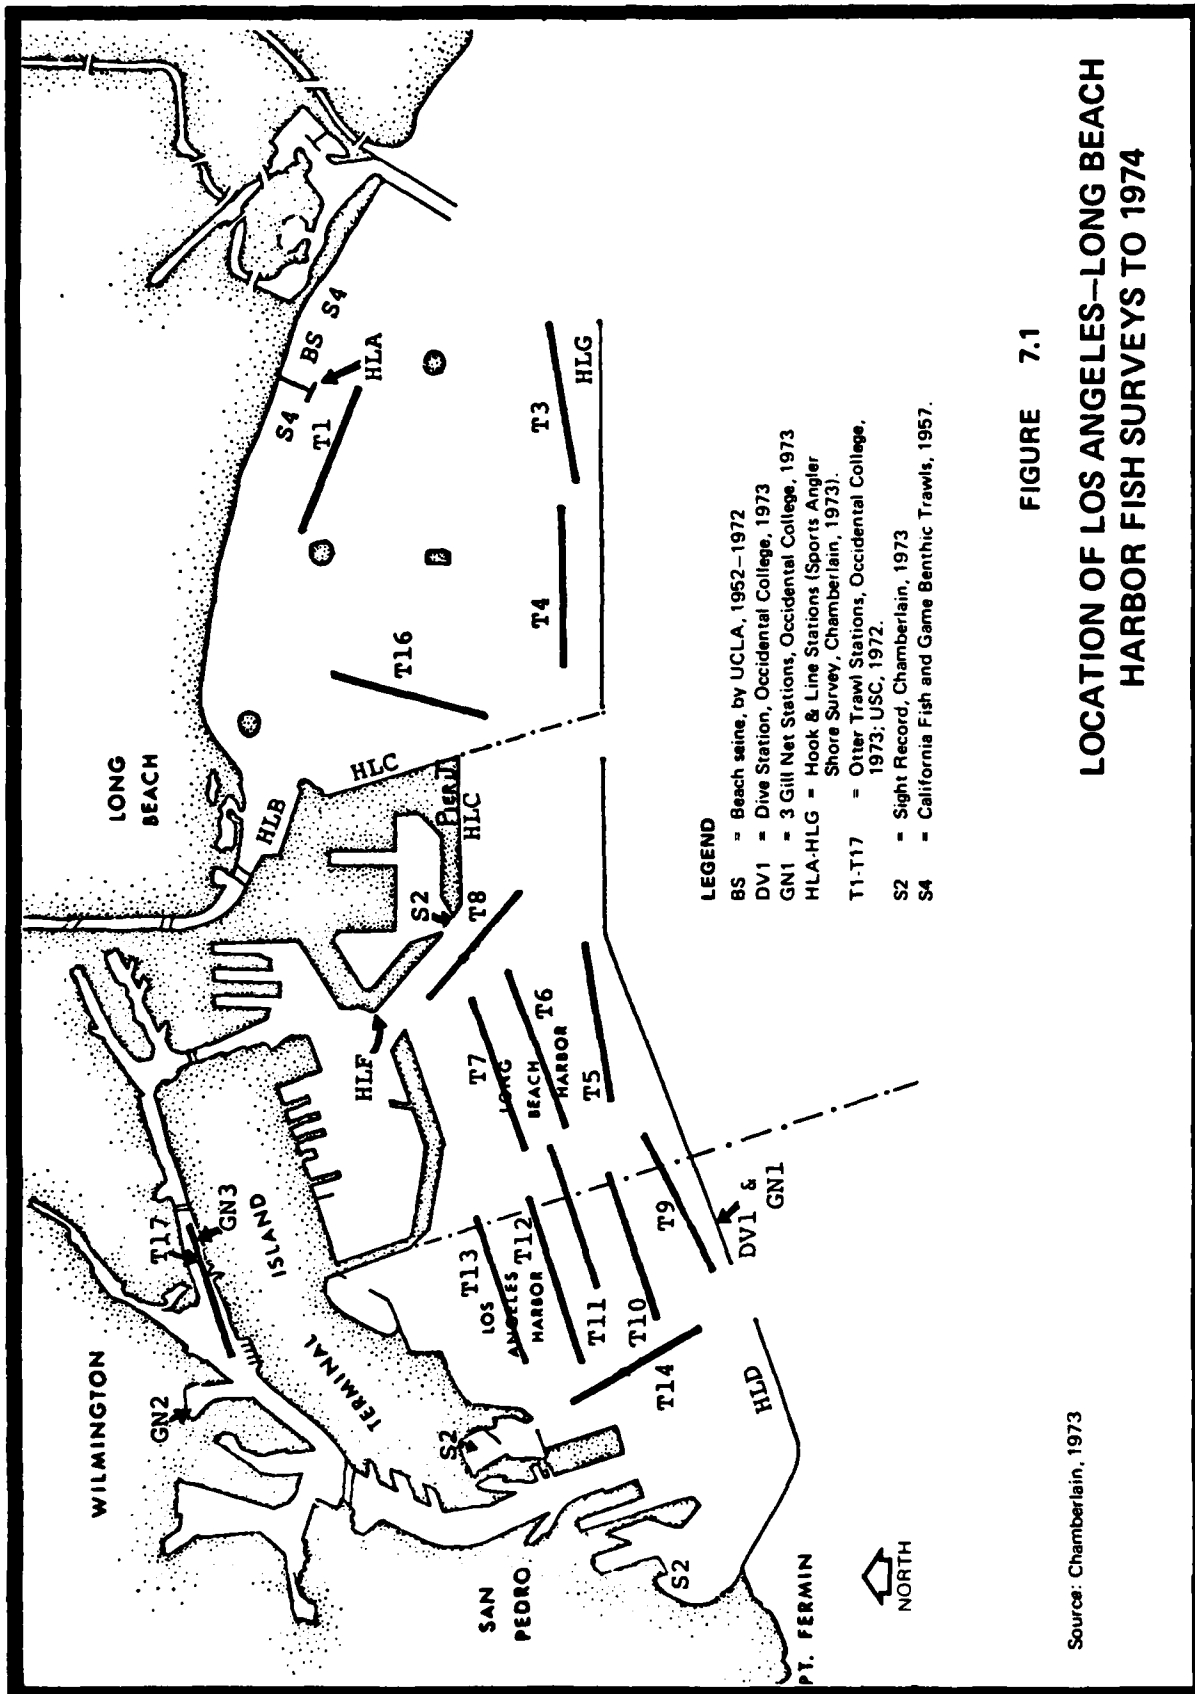 WILMINGTON
LONG
BEACH
GN2
T17
GN3
TERMINAL
ISLAND
HLB
HLC
PIER J
HLC
S4
BS
S4
HLA
T1
T16
S2
T8
HLF
S2
SAN
PEDRO
S2
T13
LOS
ANGELES
HARBOR
T12
T11
T10
T14
T9
T7
LONG
BEACH
HARBOR
T6
T5
T4
T3
HLG
HLD
DV1 &
GN1
PT. FERMIN
NORTH
LEGEND
BS = Beach seine, by UCLA, 1952–1972
DV1 = Dive Station, Occidental College, 1973
GN1 = 3 Gill Net Stations, Occidental College, 1973
HLA-HLG = Hook & Line Stations (Sports Angler
Shore Survey, Chamberlain, 1973).
T1-T17 = Otter Trawl Stations, Occidental College,
1973; USC, 1972.
S2 = Sight Record, Chamberlain, 1973
S4 = California Fish and Game Benthic Trawls, 1957.
Source: Chamberlain, 1973
FIGURE 7.1
LOCATION OF LOS ANGELES–LONG BEACH
HARBOR FISH SURVEYS TO 1974